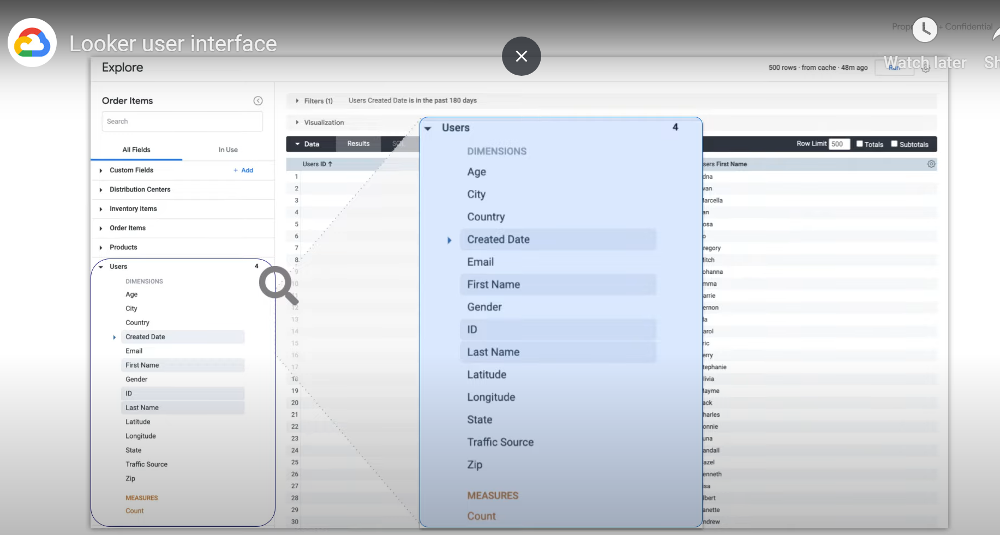 Looker user interface
+ Confidential
Watch later
Explore
500 rows · from cache · 48m ago
Run
Order Items
Search
All Fields
In Use
Custom Fields
+ Add
Distribution Centers
Inventory Items
Order Items
Products
Users
4
DIMENSIONS
Age
City
Country
Created Date
Email
First Name
Gender
ID
Last Name
Latitude
Longitude
State
Traffic Source
Zip
MEASURES
Count
Filters (1)
Users Created Date is in the past 180 days
Visualization
Data
Results
SQL
Row Limit
500
Totals
Subtotals
Users ID ↑
1
2
3
4
5
6
7
8
9
10
11
12
13
14
15
16
17
18
19
20
21
22
23
24
25
26
27
28
29
30
Users
4
DIMENSIONS
Age
City
Country
Created Date
Email
First Name
Gender
ID
Last Name
Latitude
Longitude
State
Traffic Source
Zip
MEASURES
Count
sers First Name
dna
van
arcella
an
osa
o
regory
itch
ohanna
mma
arrie
ernon
da
arol
ric
erry
tephanie
livia
ayme
ack
harles
onnie
una
andall
azel
enneth
isa
lbert
anette
ndrew